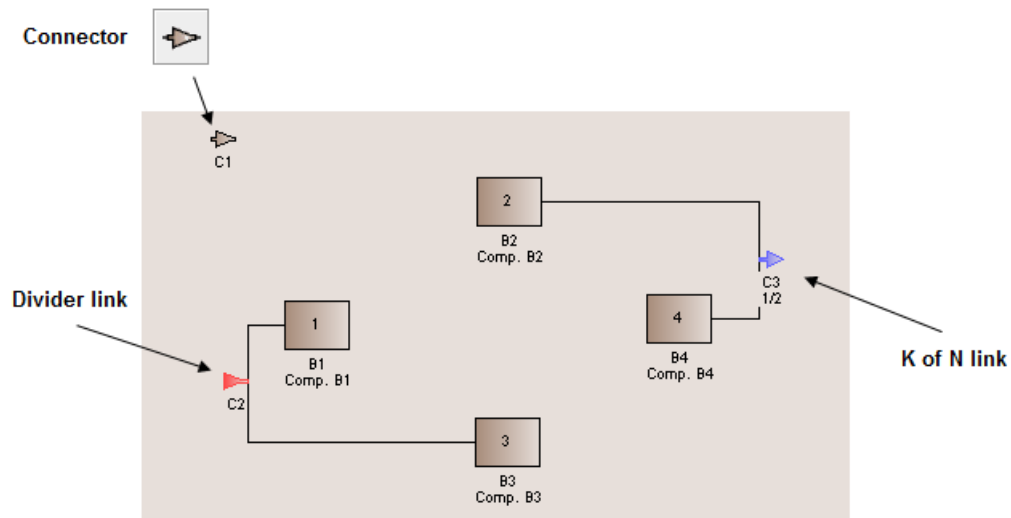 Connector
C1
2
B2
Comp. B2
C3
1/2
Divider link
1
B1
Comp. B1
4
B4
Comp. B4
K of N link
C2
3
B3
Comp. B3